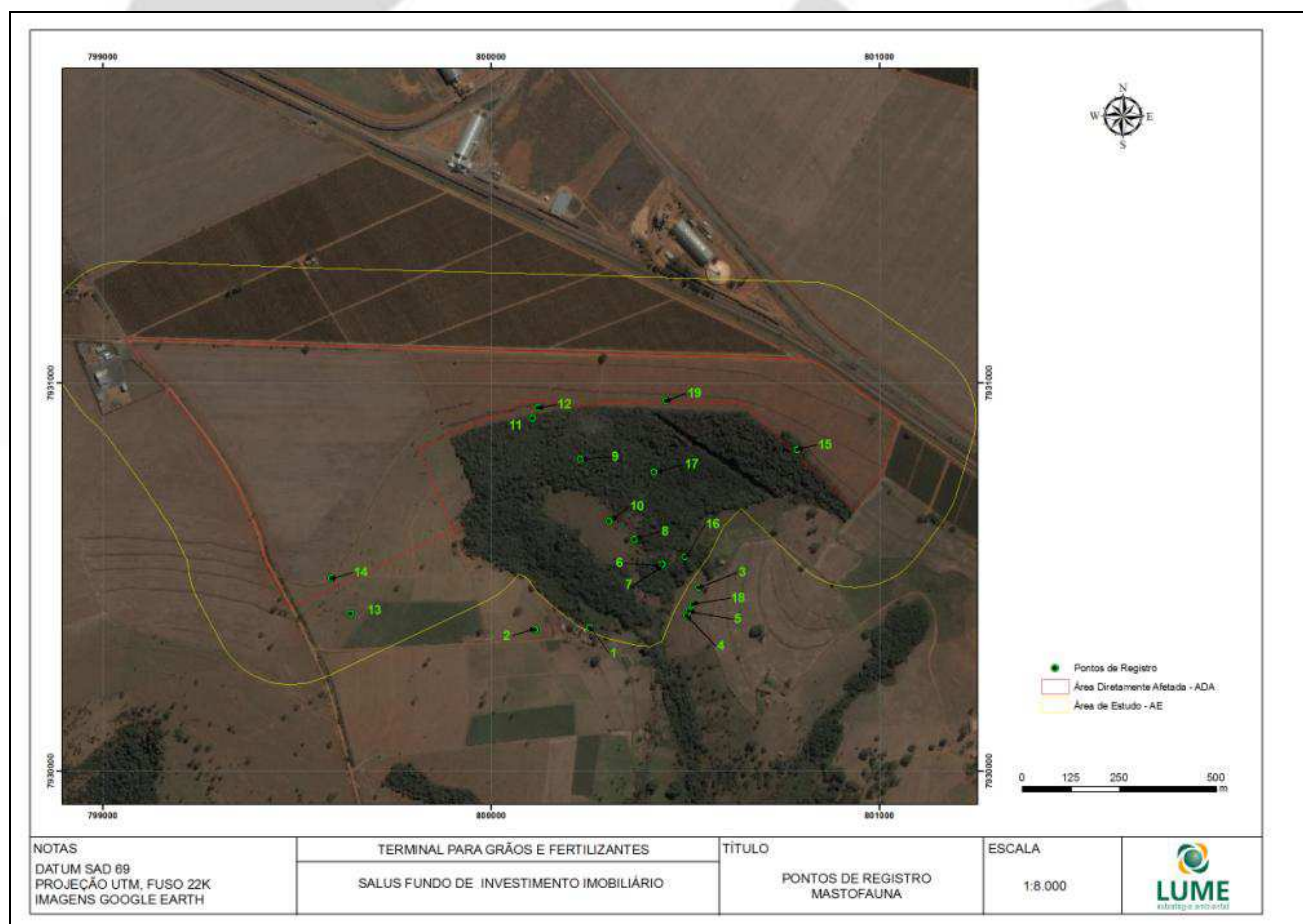 799000
800000
801000
N
W
E
S
7931000
7931000
19
12
11
15
9
17
10
16
8
6
7
3
14
18
13
5
2
4
1
Pontos de Registro
Área Diretamente Afetada - ADA
Área de Estudo - AE
7930000
7930000
0 125 250 500
m
799000
800000
801000
NOTAS
DATUM SAD 69
PROJEÇÃO UTM, FUSO 22K
IMAGENS GOOGLE EARTH
TERMINAL PARA GRÃOS E FERTILIZANTES
SALUS FUNDO DE INVESTIMENTO IMOBILIÁRIO
TÍTULO
PONTOS DE REGISTRO
MASTOFAUNA
ESCALA
1:8.000
LUME
estratégia ambiental